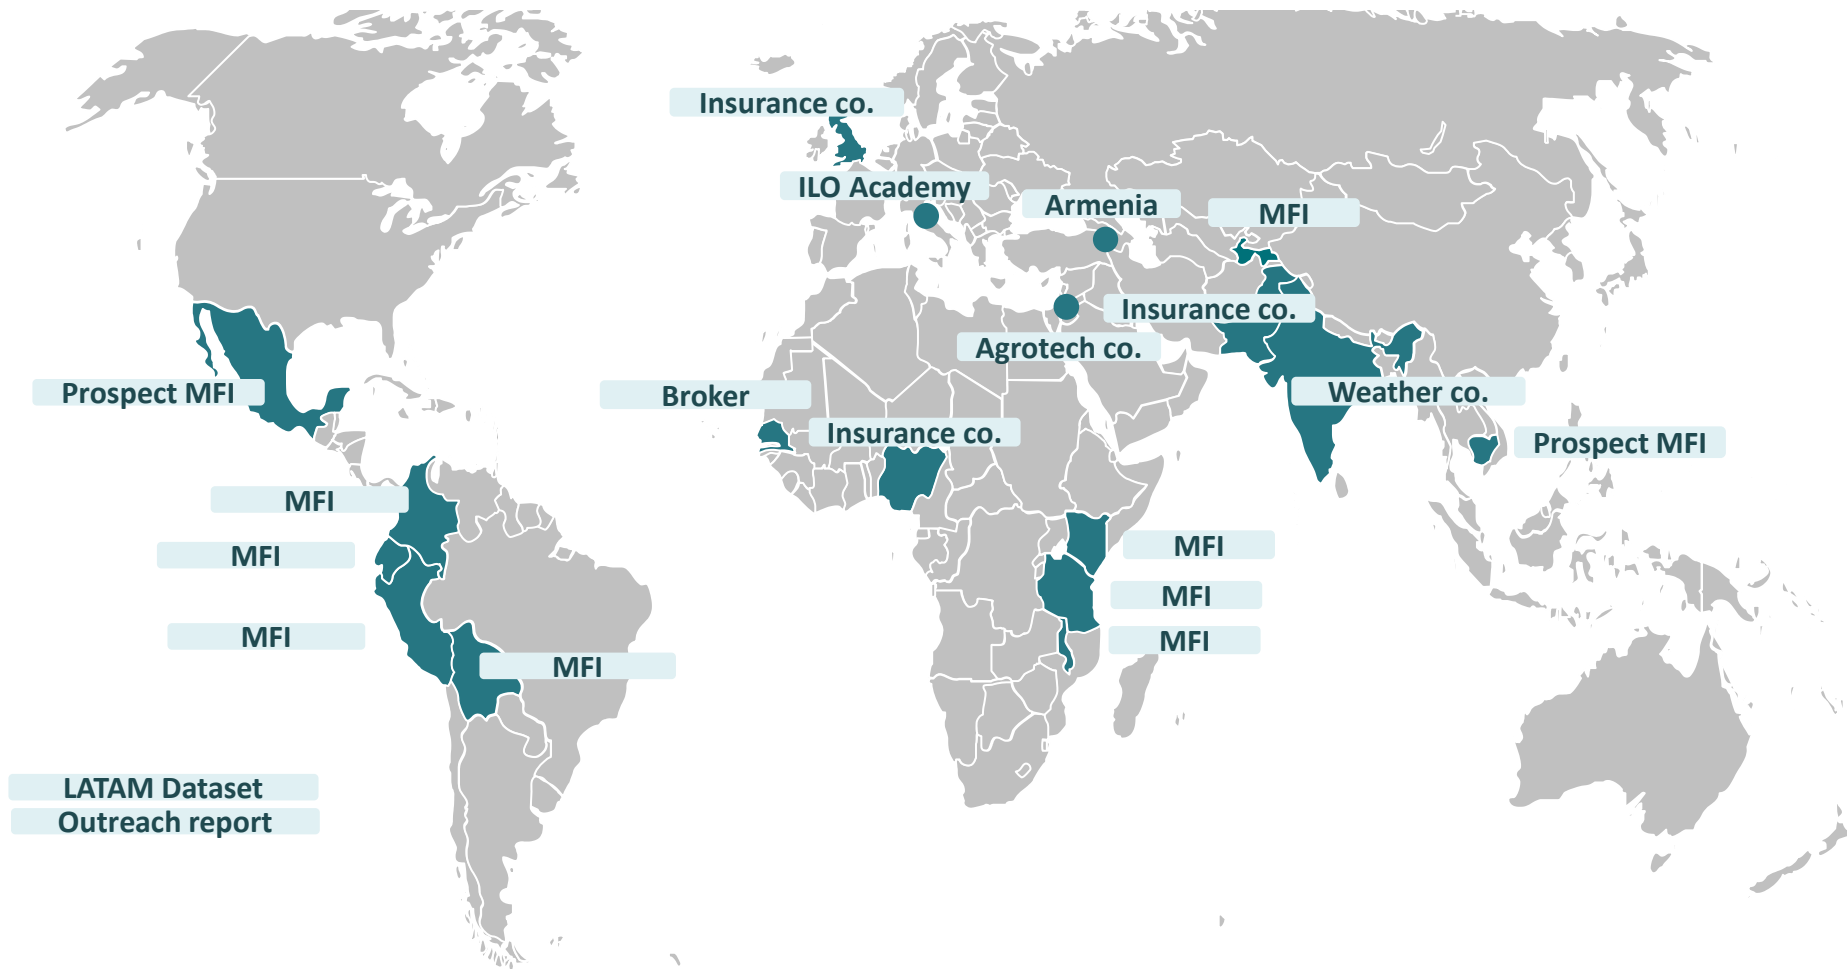 Insurance co.
ILO Academy
Armenia
MFI
Insurance co.
Agrotech co.
Prospect MFI
Broker
Weather co.
Insurance co.
Prospect MFI
MFI
MFI
MFI
MFI
MFI
MFI
MFI
LATAM Dataset
Outreach report